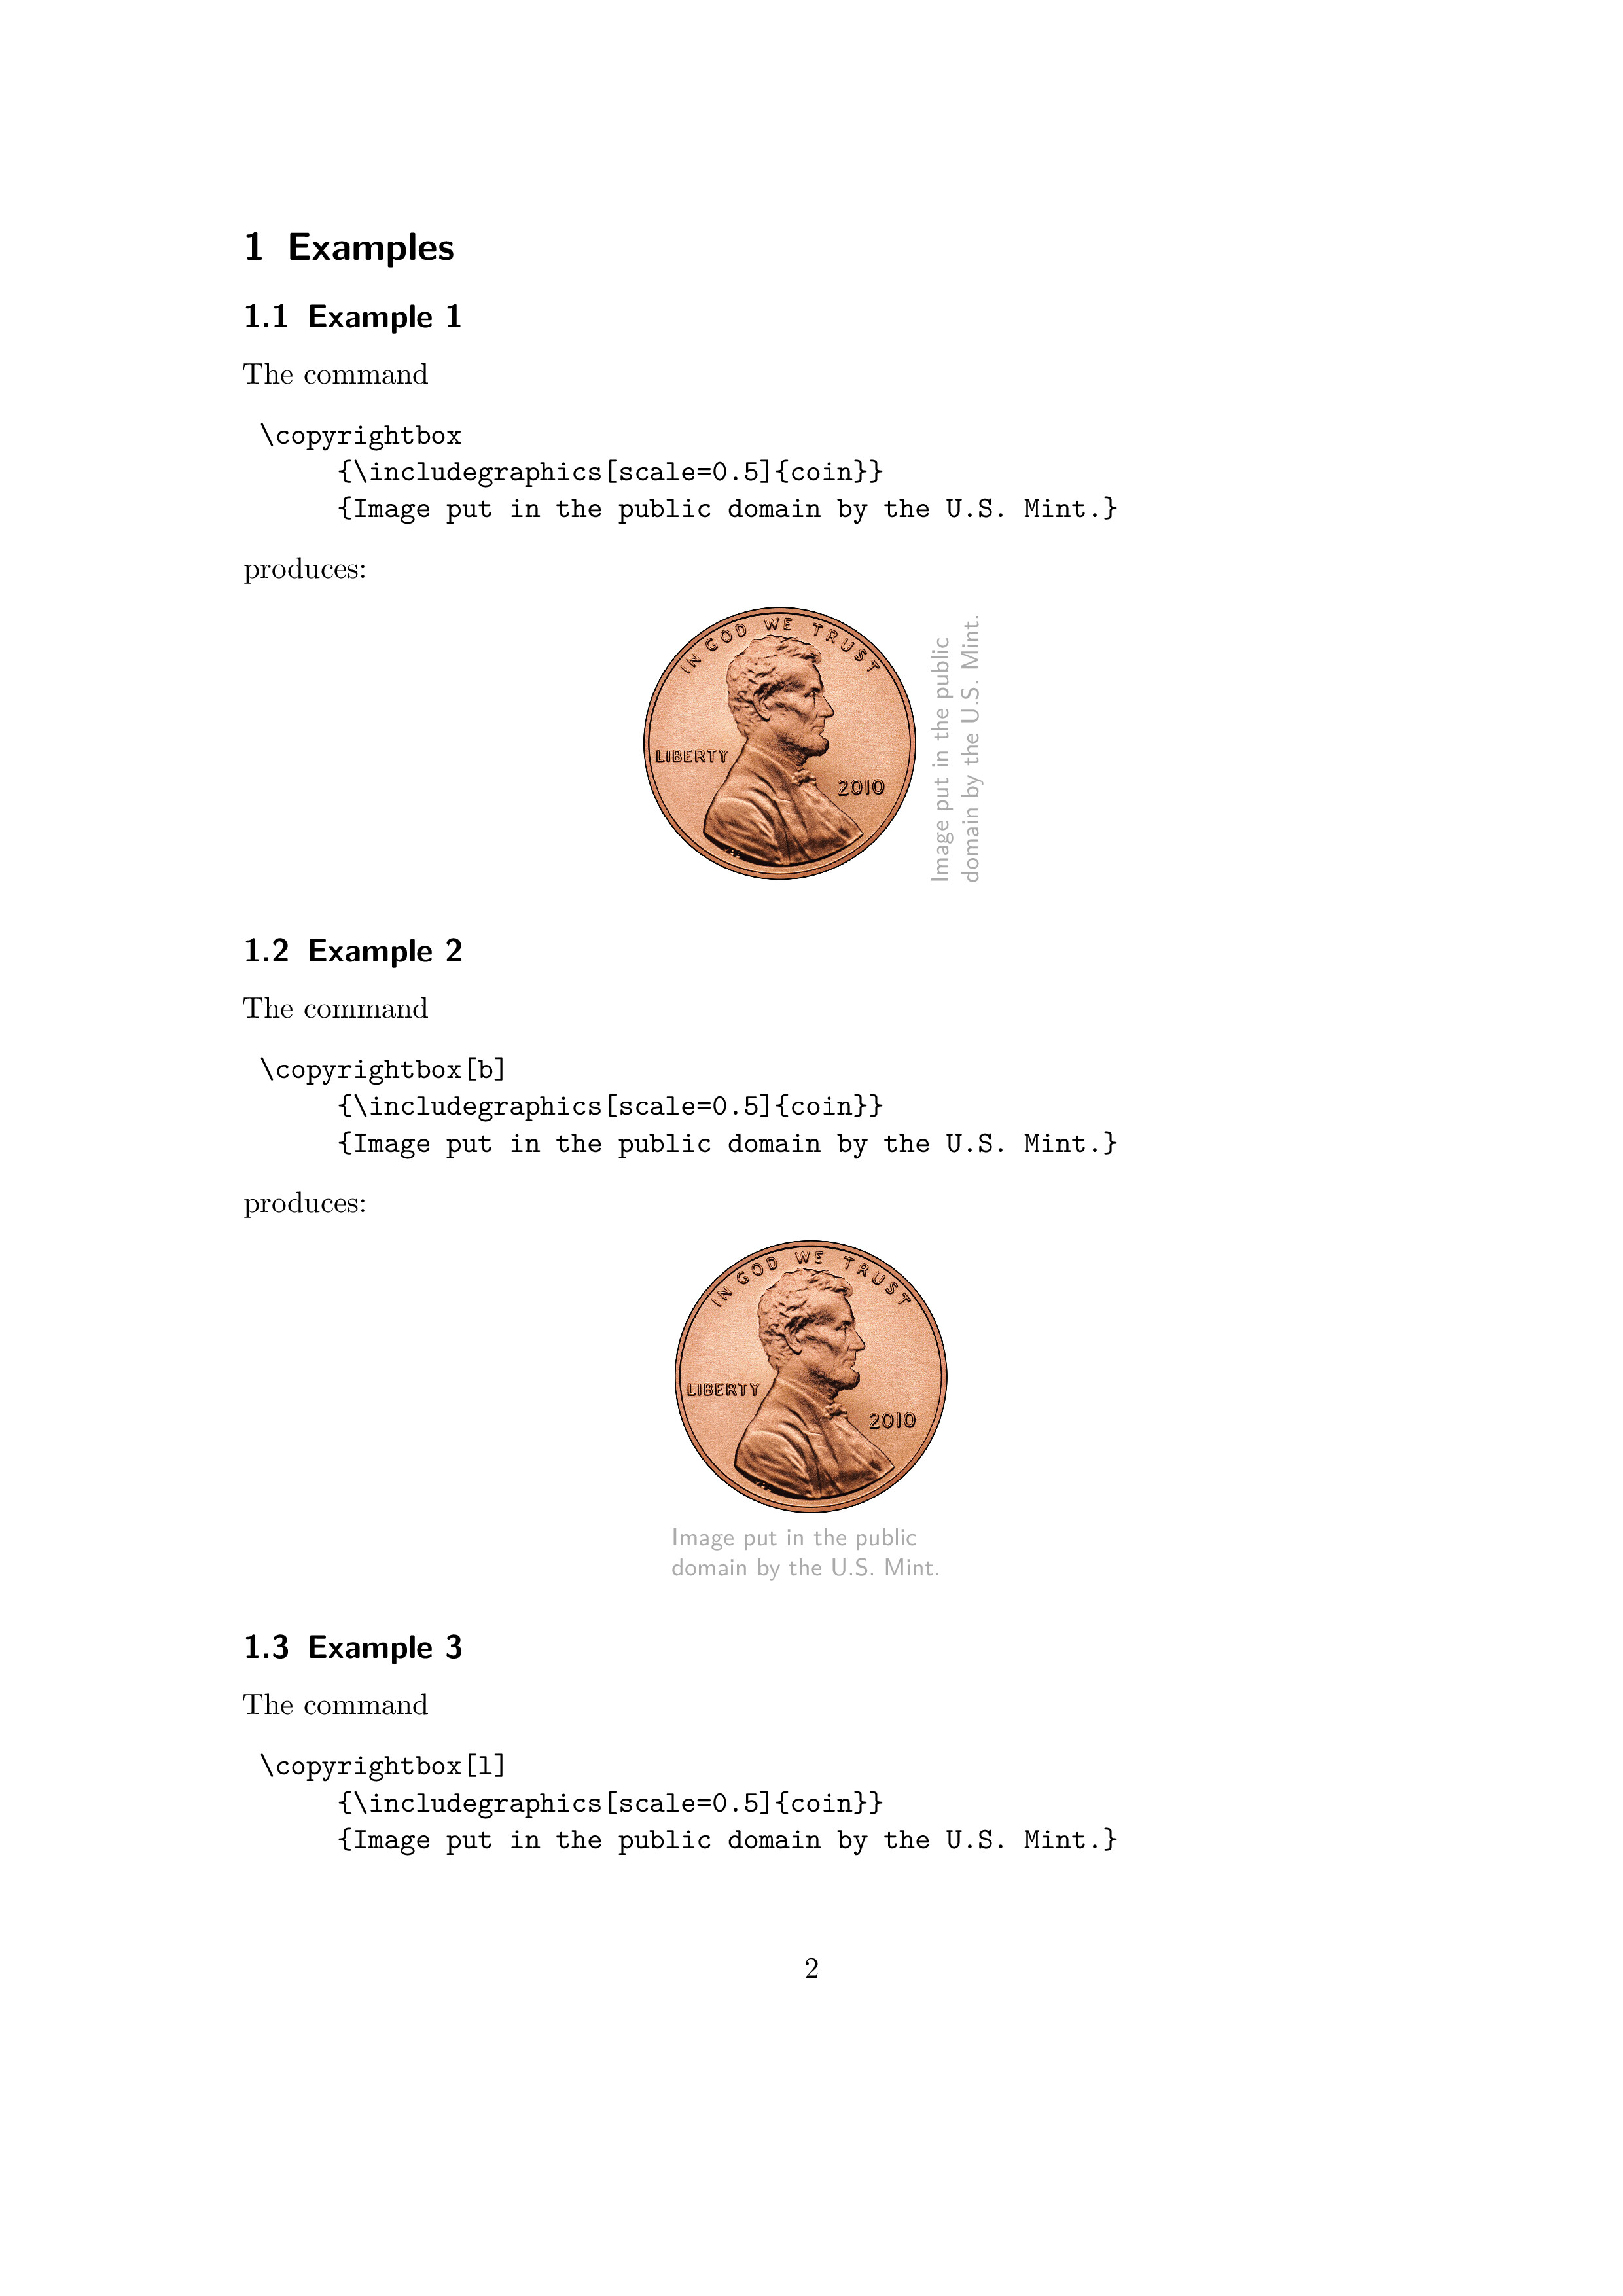 1 Examples
1.1 Example 1
The command
\copyrightbox
{\includegraphics[scale=0.5]{coin}}
{Image put in the public domain by the U.S. Mint.}
produces:
IN GOD WE TRUST
LIBERTY
2010
Image put in the public
domain by the U.S. Mint.
1.2 Example 2
The command
\copyrightbox[b]
{\includegraphics[scale=0.5]{coin}}
{Image put in the public domain by the U.S. Mint.}
produces:
IN GOD WE TRUST
LIBERTY
2010
Image put in the public
domain by the U.S. Mint.
1.3 Example 3
The command
\copyrightbox[l]
{\includegraphics[scale=0.5]{coin}}
{Image put in the public domain by the U.S. Mint.}
2